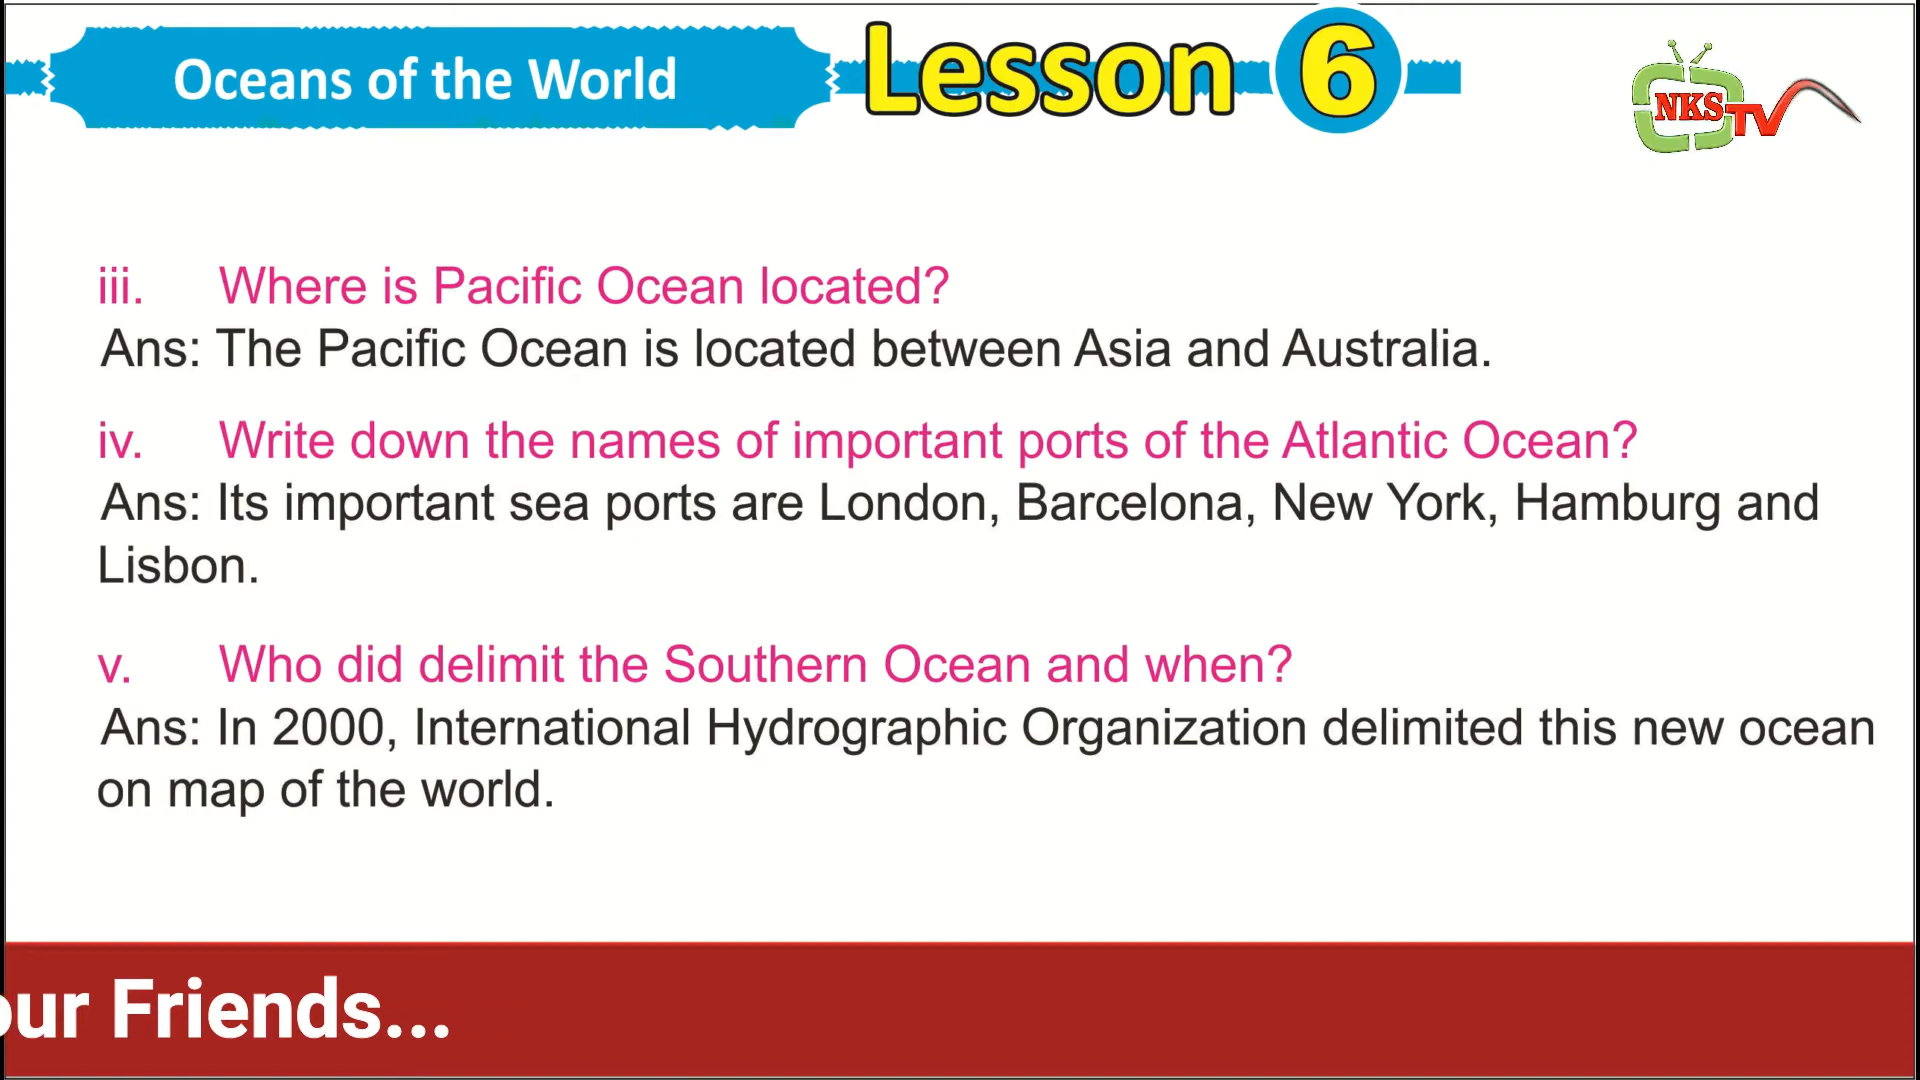 Oceans of the World Lesson 6
NKS TV
iii. Where is Pacific Ocean located?
Ans: The Pacific Ocean is located between Asia and Australia.
iv. Write down the names of important ports of the Atlantic Ocean?
Ans: Its important sea ports are London, Barcelona, New York, Hamburg and
Lisbon.
v. Who did delimit the Southern Ocean and when?
Ans: In 2000, International Hydrographic Organization delimited this new ocean
on map of the world.
our Friends...